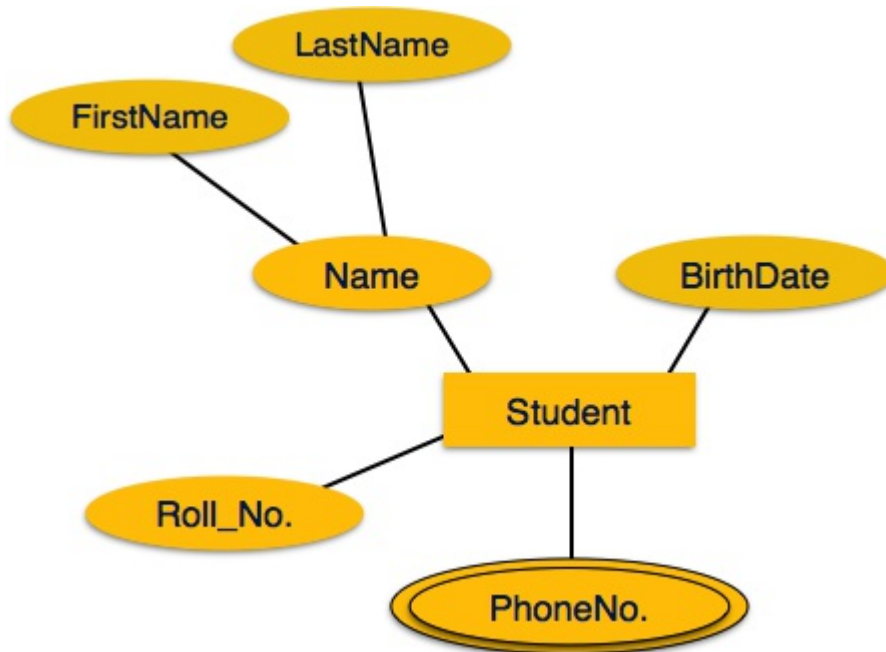 LastName
FirstName
Name
BirthDate
Student
Roll_No.
PhoneNo.